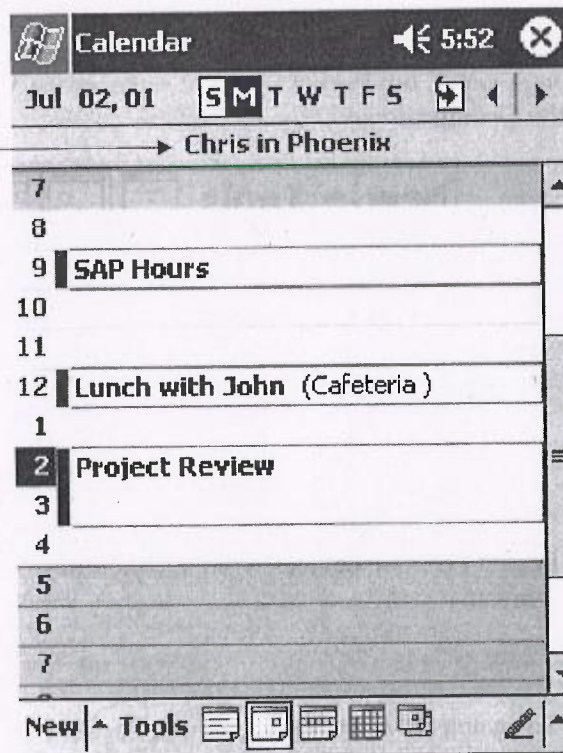 Calendar 5:52
Jul 02, 01 S M T W T F S
Chris in Phoenix
7
8
9 SAP Hours
10
11
12 Lunch with John (Cafeteria )
1
2 Project Review
3
4
5
6
7
New Tools